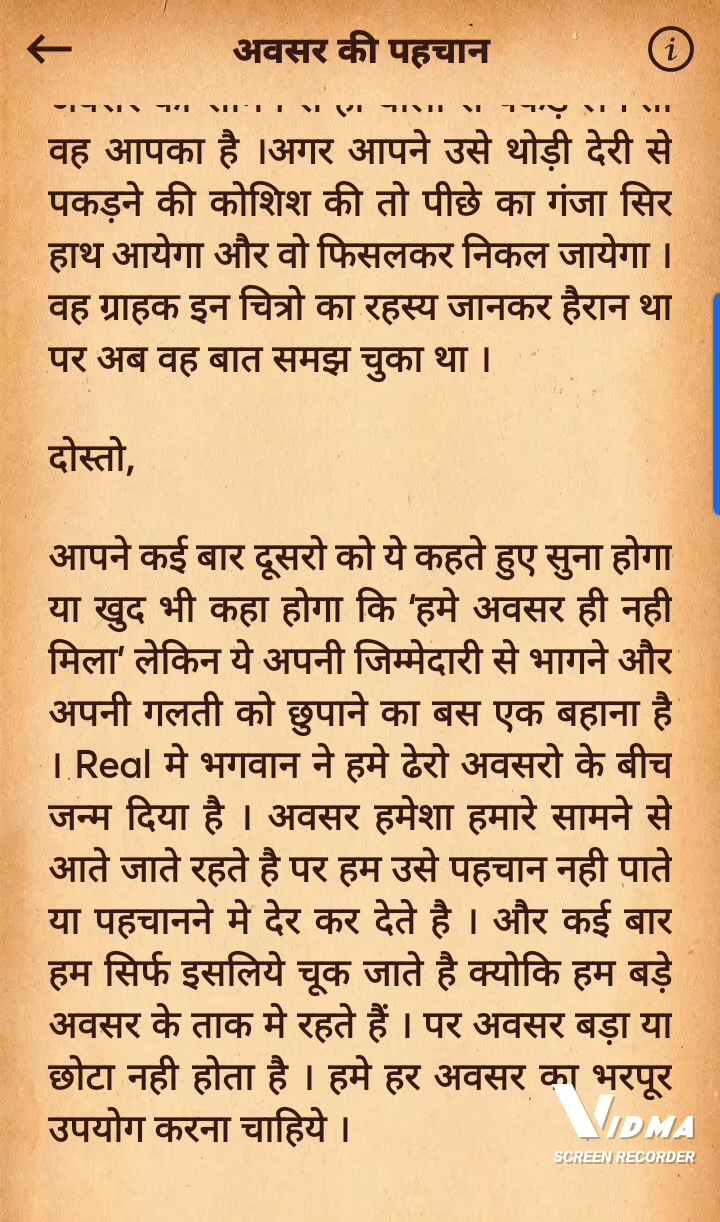 अवसर की पहचान
वह आपका है ।अगर आपने उसे थोड़ी देरी से
पकड़ने की कोशिश की तो पीछे का गंजा सिर
हाथ आयेगा और वो फिसलकर निकल जायेगा ।
वह ग्राहक इन चित्रो का रहस्य जानकर हैरान था
पर अब वह बात समझ चुका था ।
दोस्तो,
आपने कई बार दूसरो को ये कहते हुए सुना होगा
या खुद भी कहा होगा कि ‘हमे अवसर ही नही
मिला’ लेकिन ये अपनी जिम्मेदारी से भागने और
अपनी गलती को छुपाने का बस एक बहाना है
। Real मे भगवान ने हमे ढेरो अवसरो के बीच
जन्म दिया है । अवसर हमेशा हमारे सामने से
आते जाते रहते है पर हम उसे पहचान नही पाते
या पहचानने मे देर कर देते है । और कई बार
हम सिर्फ इसलिये चूक जाते है क्योकि हम बड़े
अवसर के ताक मे रहते हैं । पर अवसर बड़ा या
छोटा नही होता है । हमे हर अवसर का भरपूर
उपयोग करना चाहिये ।
VIDMA
SCREEN RECORDER